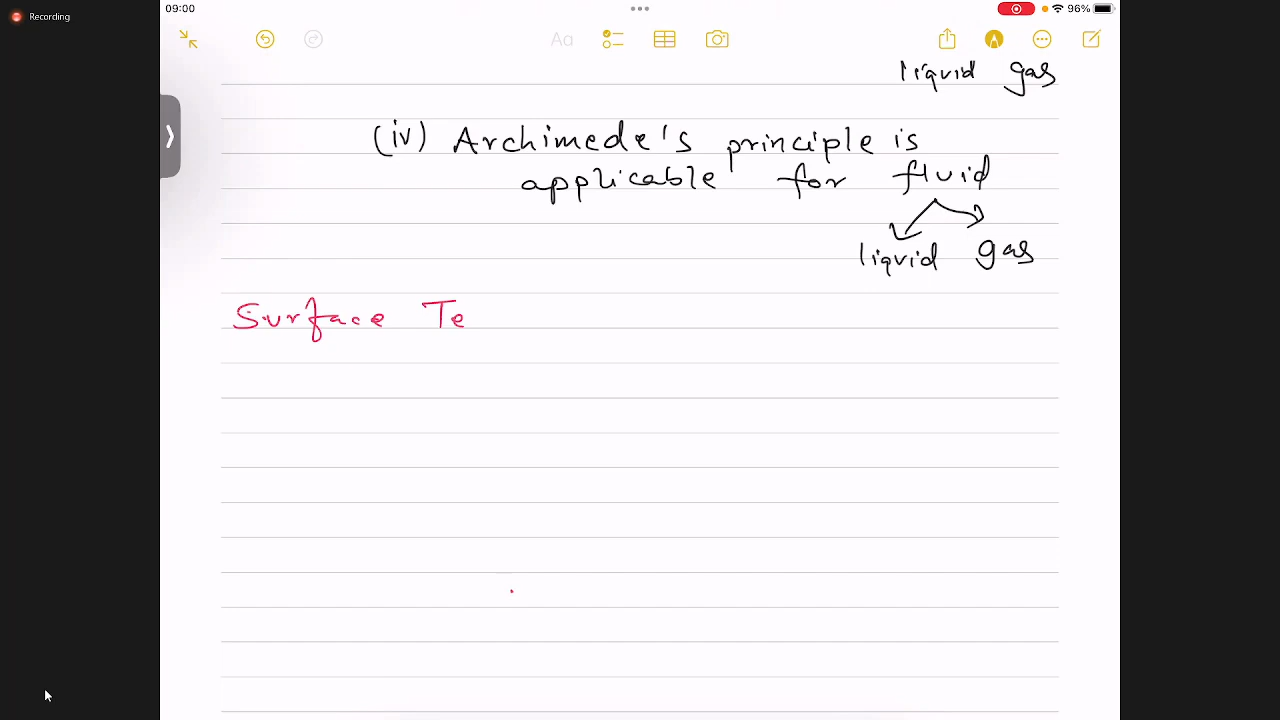 Recording
09:00
96%
Aa
liquid gas
(iv) Archimede's principle is
applicable for fluid
liquid gas
Surface Te